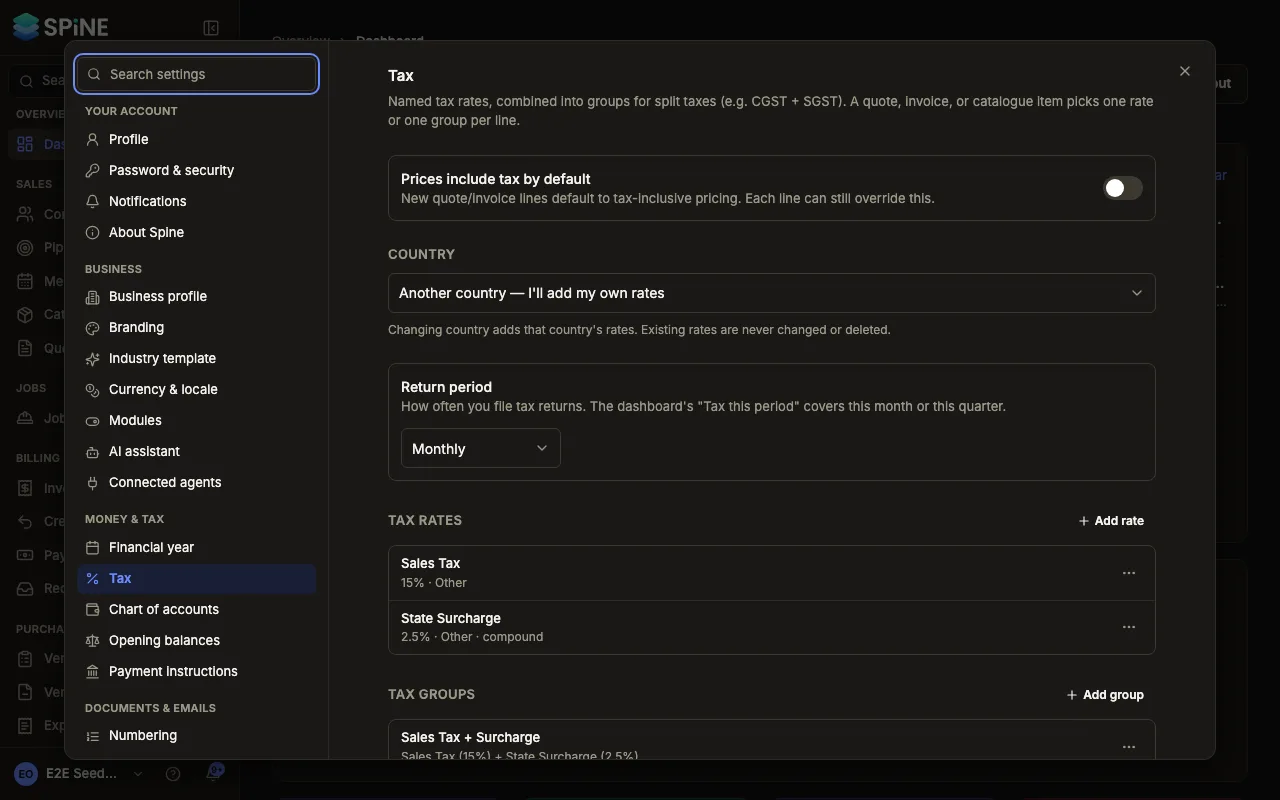 SPiNE
Overview
Dashboard
Search settings
YOUR ACCOUNT
Profile
Password & security
Notifications
About Spine
BUSINESS
Business profile
Branding
Industry template
Currency & locale
Modules
AI assistant
Connected agents
MONEY & TAX
Financial year
Tax
Chart of accounts
Opening balances
Payment instructions
DOCUMENTS & EMAILS
Numbering
Tax
Named tax rates, combined into groups for split taxes (e.g. CGST + SGST). A quote, invoice, or catalogue item picks one rate
or one group per line.
Prices include tax by default
New quote/invoice lines default to tax-inclusive pricing. Each line can still override this.
COUNTRY
Another country — I'll add my own rates
Changing country adds that country's rates. Existing rates are never changed or deleted.
Return period
How often you file tax returns. The dashboard's "Tax this period" covers this month or this quarter.
Monthly
TAX RATES
+ Add rate
Sales Tax
15% · Other
State Surcharge
2.5% · Other · compound
TAX GROUPS
+ Add group
Sales Tax + Surcharge
Sales Tax (15%) + State Surcharge (2.5%)
SALES
JOBS
BILLING
EO
E2E Seed...
9+